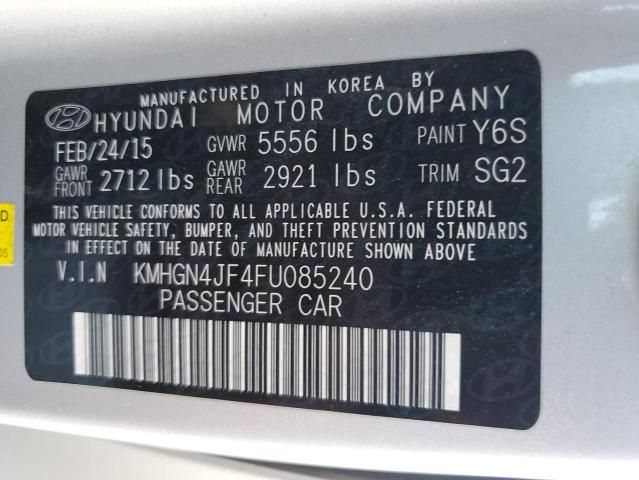 MANUFACTURED IN KOREA BY
HYUNDAI MOTOR COMPANY
FEB/24/15 GVWR 5556 lbs PAINT Y6S
GAWR FRONT 2712 lbs GAWR REAR 2921 lbs TRIM SG2
THIS VEHICLE CONFORMS TO ALL APPLICABLE U.S.A. FEDERAL
MOTOR VEHICLE SAFETY, BUMPER, AND THEFT PREVENTION STANDARDS
IN EFFECT ON THE DATE OF MANUFACTURE SHOWN ABOVE
V.I.N KMHGN4JF4FU085240
PASSENGER CAR